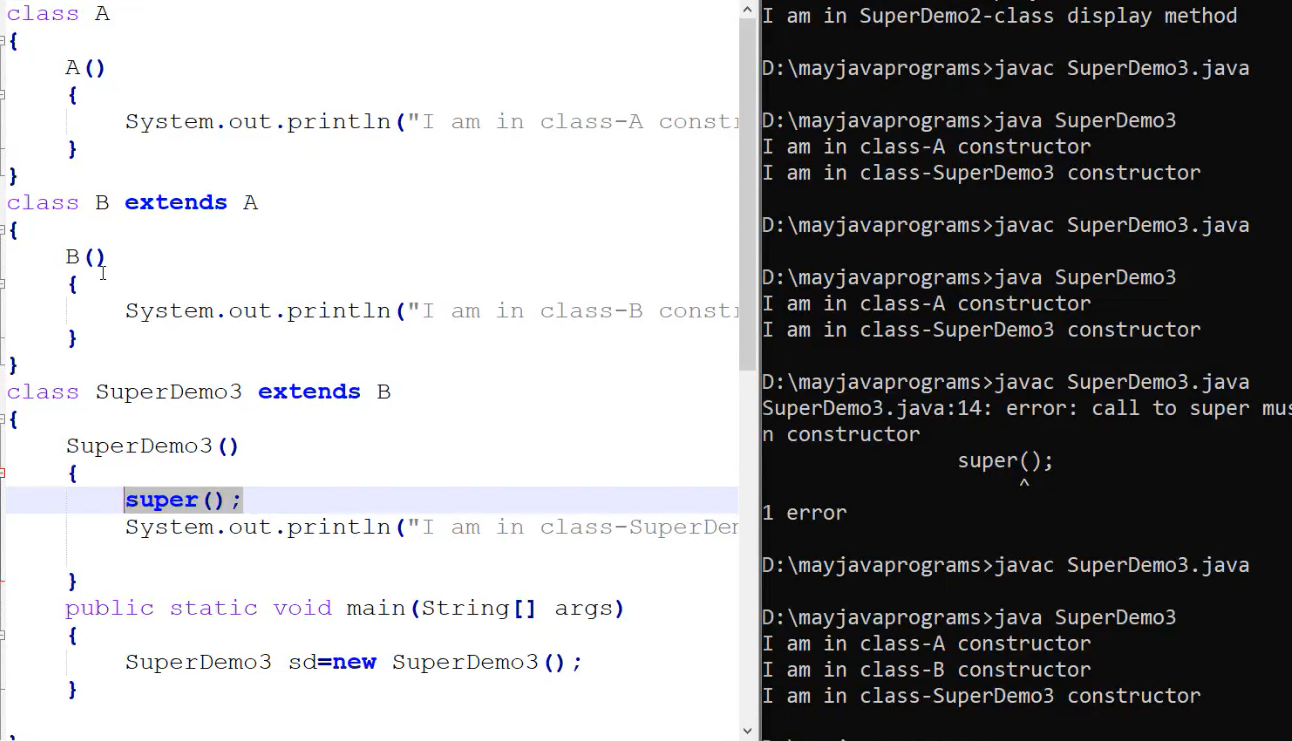 class A
{
A()
{
System.out.println("I am in class-A constr
}
}
class B extends A
{
B()
{
System.out.println("I am in class-B constr
}
}
class SuperDemo3 extends B
{
SuperDemo3()
{
super();
System.out.println("I am in class-SuperDem
}
public static void main(String[] args)
{
SuperDemo3 sd=new SuperDemo3();
}
I am in SuperDemo2-class display method
D:\mayjavaprograms>javac SuperDemo3.java
D:\mayjavaprograms>java SuperDemo3
I am in class-A constructor
I am in class-SuperDemo3 constructor
D:\mayjavaprograms>javac SuperDemo3.java
D:\mayjavaprograms>java SuperDemo3
I am in class-A constructor
I am in class-SuperDemo3 constructor
D:\mayjavaprograms>javac SuperDemo3.java
SuperDemo3.java:14: error: call to super mus
n constructor
super();
^
1 error
D:\mayjavaprograms>javac SuperDemo3.java
D:\mayjavaprograms>java SuperDemo3
I am in class-A constructor
I am in class-B constructor
I am in class-SuperDemo3 constructor